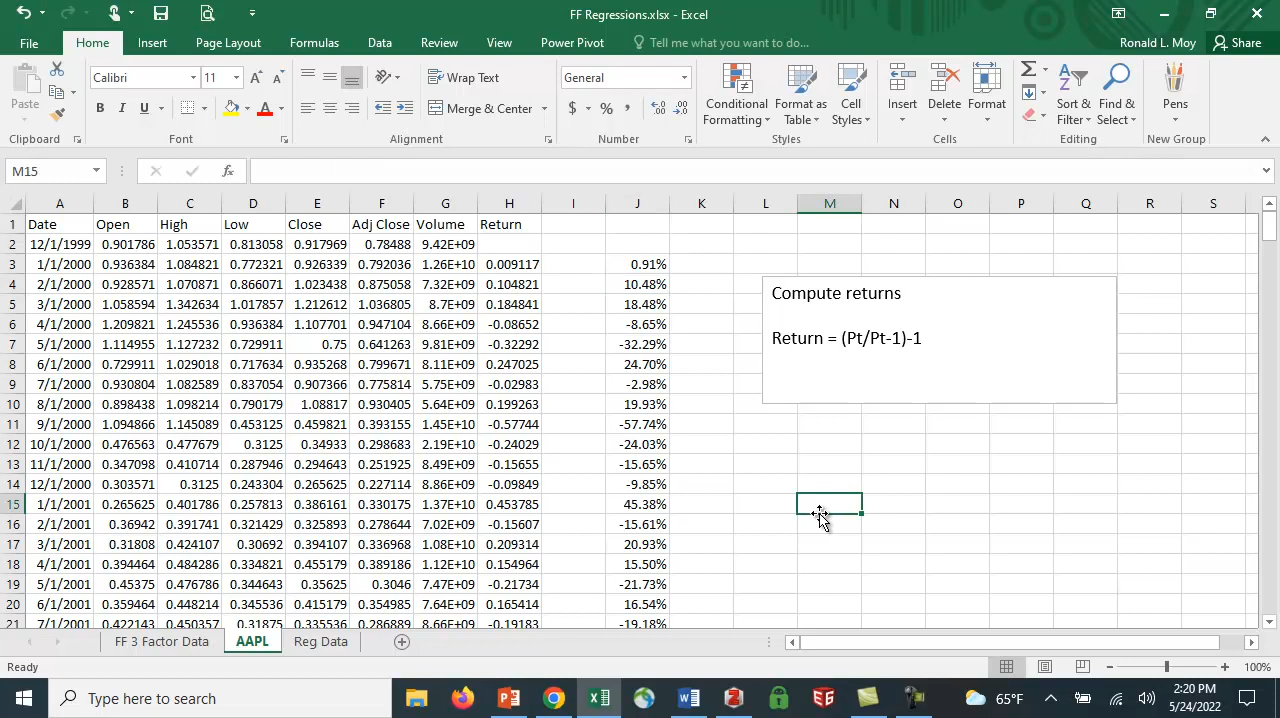 FF Regressions.xlsx - Excel
File Home Insert Page Layout Formulas Data Review View Power Pivot Tell me what you want to do... Ronald L. Moy Share
Calibri 11 Wrap Text General
Paste B I U A Merge & Center $ % , Conditional Formatting Format as Table Cell Styles Insert Delete Format Sort & Filter Find & Select Pens
Clipboard Font Alignment Number Styles Cells Editing New Group
M15 fx
A B C D E F G H I J K L M N O P Q R S
1 Date Open High Low Close Adj Close Volume Return
2 12/1/1999 0.901786 1.053571 0.813058 0.917969 0.78488 9.42E+09
3 1/1/2000 0.936384 1.084821 0.772321 0.926339 0.792036 1.26E+10 0.009117 0.91%
4 2/1/2000 0.928571 1.070871 0.866071 1.023438 0.875058 7.32E+09 0.104821 10.48%
5 3/1/2000 1.058594 1.342634 1.017857 1.212612 1.036805 8.7E+09 0.184841 18.48%
6 4/1/2000 1.209821 1.245536 0.936384 1.107701 0.947104 8.66E+09 -0.08652 -8.65%
7 5/1/2000 1.114955 1.127232 0.729911 0.75 0.641263 9.81E+09 -0.32292 -32.29%
8 6/1/2000 0.729911 1.029018 0.717634 0.935268 0.799671 8.11E+09 0.247025 24.70%
9 7/1/2000 0.930804 1.082589 0.837054 0.907366 0.775814 5.75E+09 -0.02983 -2.98%
10 8/1/2000 0.898438 1.098214 0.790179 1.08817 0.930405 5.64E+09 0.199263 19.93%
11 9/1/2000 1.094866 1.145089 0.453125 0.459821 0.393155 1.45E+10 -0.57744 -57.74%
12 10/1/2000 0.476563 0.477679 0.3125 0.34933 0.298683 2.19E+10 -0.24029 -24.03%
13 11/1/2000 0.347098 0.410714 0.287946 0.294643 0.251925 8.49E+09 -0.15655 -15.65%
14 12/1/2000 0.303571 0.3125 0.243304 0.265625 0.227114 8.86E+09 -0.09849 -9.85%
15 1/1/2001 0.265625 0.401786 0.257813 0.386161 0.330175 1.37E+10 0.453785 45.38%
16 2/1/2001 0.36942 0.391741 0.321429 0.325893 0.278644 7.02E+09 -0.15607 -15.61%
17 3/1/2001 0.31808 0.424107 0.30692 0.394107 0.336968 1.08E+10 0.209314 20.93%
18 4/1/2001 0.394464 0.484286 0.334821 0.455179 0.389186 1.12E+10 0.154964 15.50%
19 5/1/2001 0.45375 0.476786 0.344643 0.35625 0.3046 7.47E+09 -0.21734 -21.73%
20 6/1/2001 0.359464 0.448214 0.345536 0.415179 0.354985 7.64E+09 0.165414 16.54%
21 7/1/2001 0.422143 0.450357 0.31875 0.335536 0.286889 8.66E+09 -0.19183 -19.18%
Compute returns
Return = (Pt/Pt-1)-1
FF 3 Factor Data AAPL Reg Data
Ready 100%
Type here to search 65°F 2:20 PM
5/24/2022